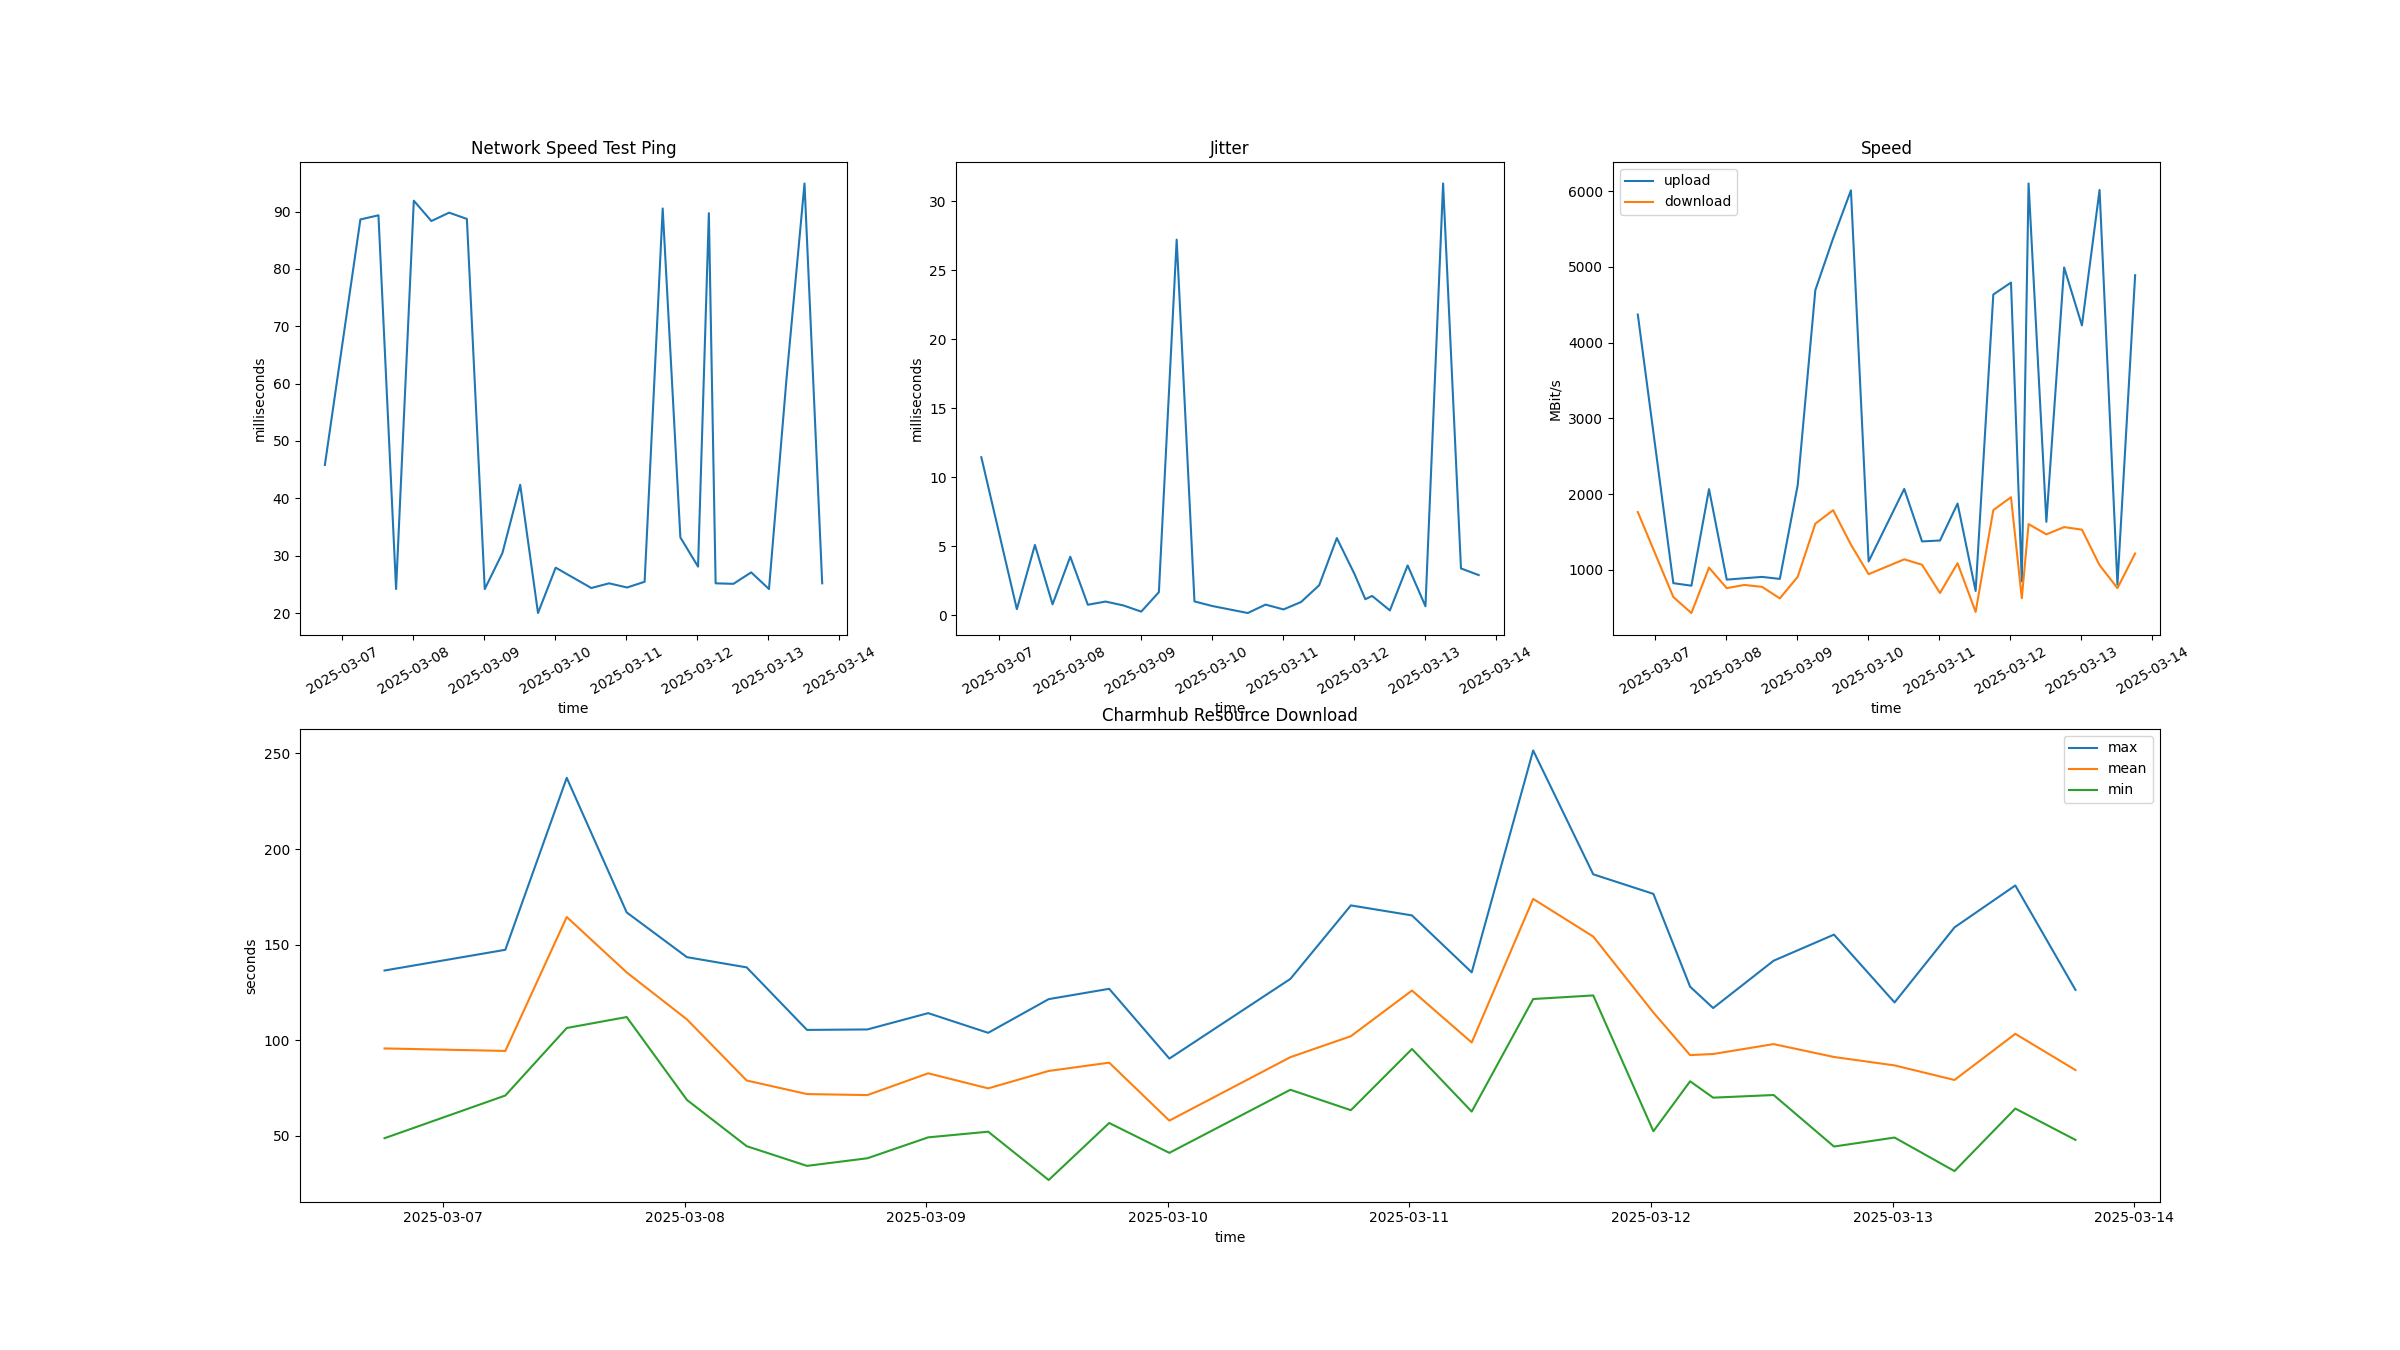 Network Speed Test Ping
milliseconds
90
80
70
60
50
40
30
20
2025-03-07 2025-03-08 2025-03-09 2025-03-10 2025-03-11 2025-03-12 2025-03-13 2025-03-14
time
Jitter
milliseconds
30
25
20
15
10
5
0
2025-03-07 2025-03-08 2025-03-09 2025-03-10 2025-03-11 2025-03-12 2025-03-13 2025-03-14
time
Speed
upload
download
MBit/s
6000
5000
4000
3000
2000
1000
2025-03-07 2025-03-08 2025-03-09 2025-03-10 2025-03-11 2025-03-12 2025-03-13 2025-03-14
time
Charmhub Resource Download
max
mean
min
seconds
250
200
150
100
50
2025-03-07 2025-03-08 2025-03-09 2025-03-10 2025-03-11 2025-03-12 2025-03-13 2025-03-14
time